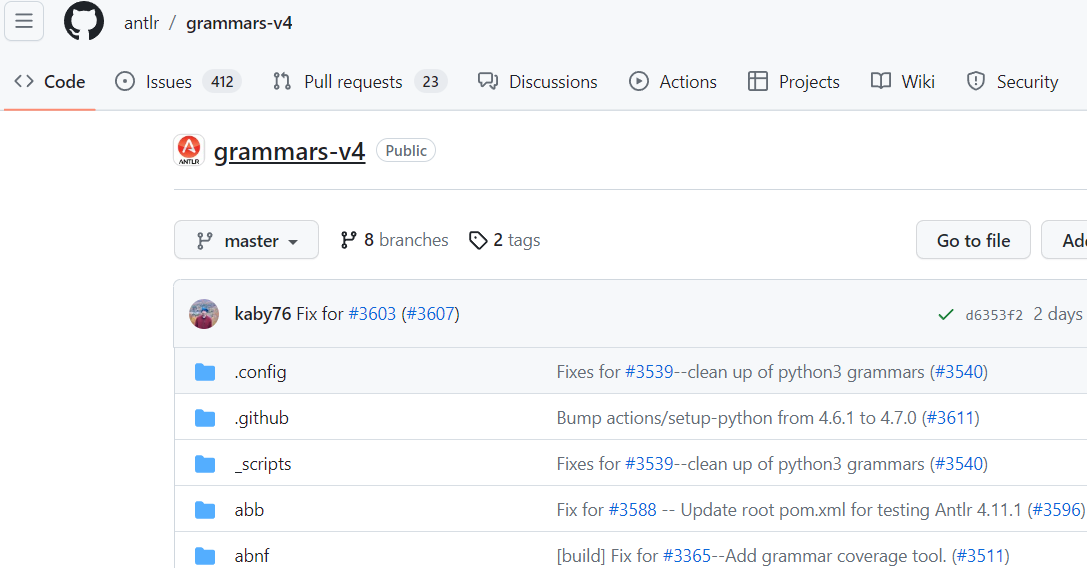 antlr / grammars-v4
Code Issues 412 Pull requests 23 Discussions Actions Projects Wiki Security
ANTLR grammars-v4 Public
master 8 branches 2 tags Go to file Add
kaby76 Fix for #3603 (#3607) d6353f2 2 days
.config Fixes for #3539--clean up of python3 grammars (#3540)
.github Bump actions/setup-python from 4.6.1 to 4.7.0 (#3611)
_scripts Fixes for #3539--clean up of python3 grammars (#3540)
abb Fix for #3588 -- Update root pom.xml for testing Antlr 4.11.1 (#3596)
abnf [build] Fix for #3365--Add grammar coverage tool. (#3511)